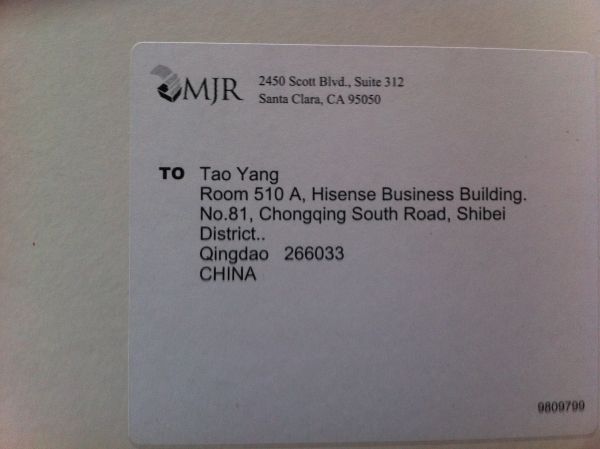 MJR
2450 Scott Blvd., Suite 312
Santa Clara, CA 95050
TO Tao Yang
Room 510 A, Hisense Business Building.
No.81, Chongqing South Road, Shibei
District..
Qingdao 266033
CHINA
9809799